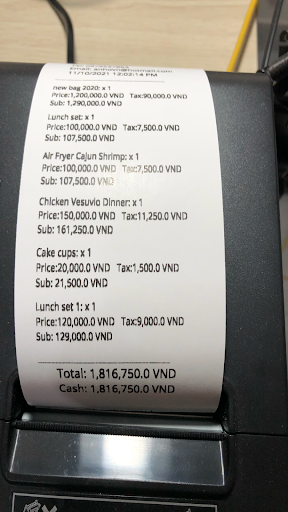 11/10/2021 12:02:14 PM
new bag 2020: x 1
Price:1,200,000.0 VND Tax:90,000.0 VND
Sub: 1,290,000.0 VND
Lunch set: x 1
Price:100,000.0 VND Tax:7,500.0 VND
Sub: 107,500.0 VND
Air Fryer Cajun Shrimp: x 1
Price:100,000.0 VND Tax:7,500.0 VND
Sub: 107,500.0 VND
Chicken Vesuvio Dinner: x 1
Price:150,000.0 VND Tax:11,250.0 VND
Sub: 161,250.0 VND
Cake cups: x 1
Price:20,000.0 VND Tax:1,500.0 VND
Sub: 21,500.0 VND
Lunch set 1: x 1
Price:120,000.0 VND Tax:9,000.0 VND
Sub: 129,000.0 VND
Total: 1,816,750.0 VND
Cash: 1,816,750.0 VND